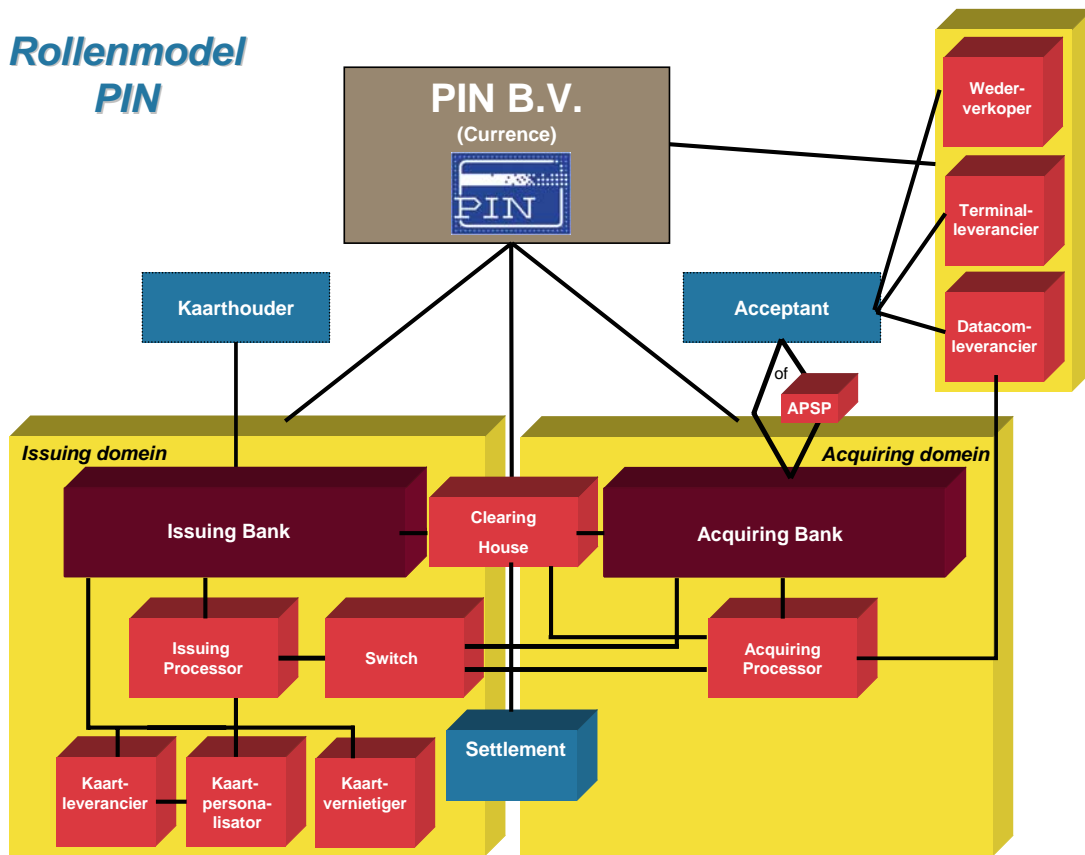 Rollenmodel
PIN
PIN B.V.
(Currence)
PIN
Weder-
verkoper
Terminal-
leverancier
Datacom-
leverancier
Kaarthouder
Acceptant
of
APSP
Issuing domein
Acquiring domein
Issuing Bank
Clearing
House
Acquiring Bank
Issuing
Processor
Switch
Acquiring
Processor
Settlement
Kaart-
leverancier
Kaart-
persona-
lisator
Kaart-
vernietiger